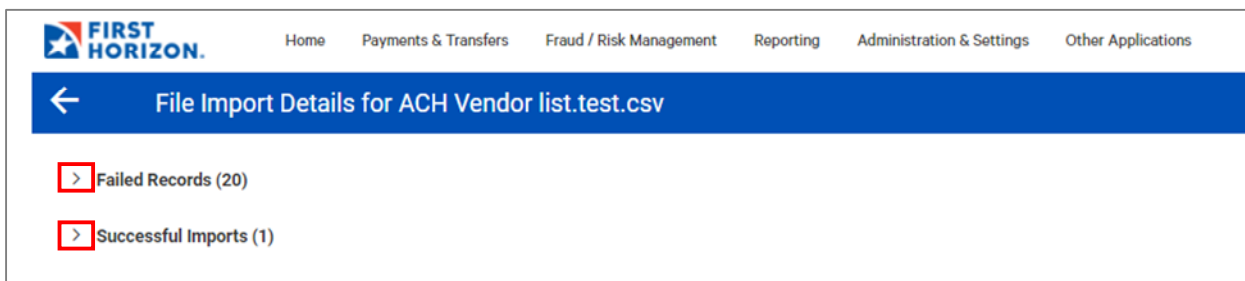 FIRST
HORIZON.
Home Payments & Transfers Fraud / Risk Management Reporting Administration & Settings Other Applications
File Import Details for ACH Vendor list.test.csv
Failed Records (20)
Successful Imports (1)